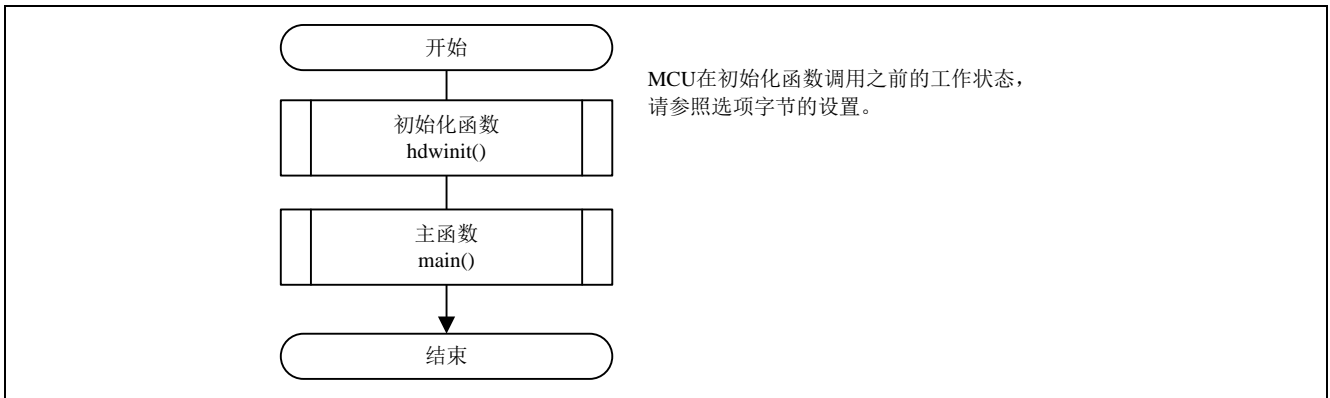 开始
MCU在初始化函数调用之前的工作状态，
请参照选项字节的设置。
初始化函数
hdwinit()
主函数
main()
结束